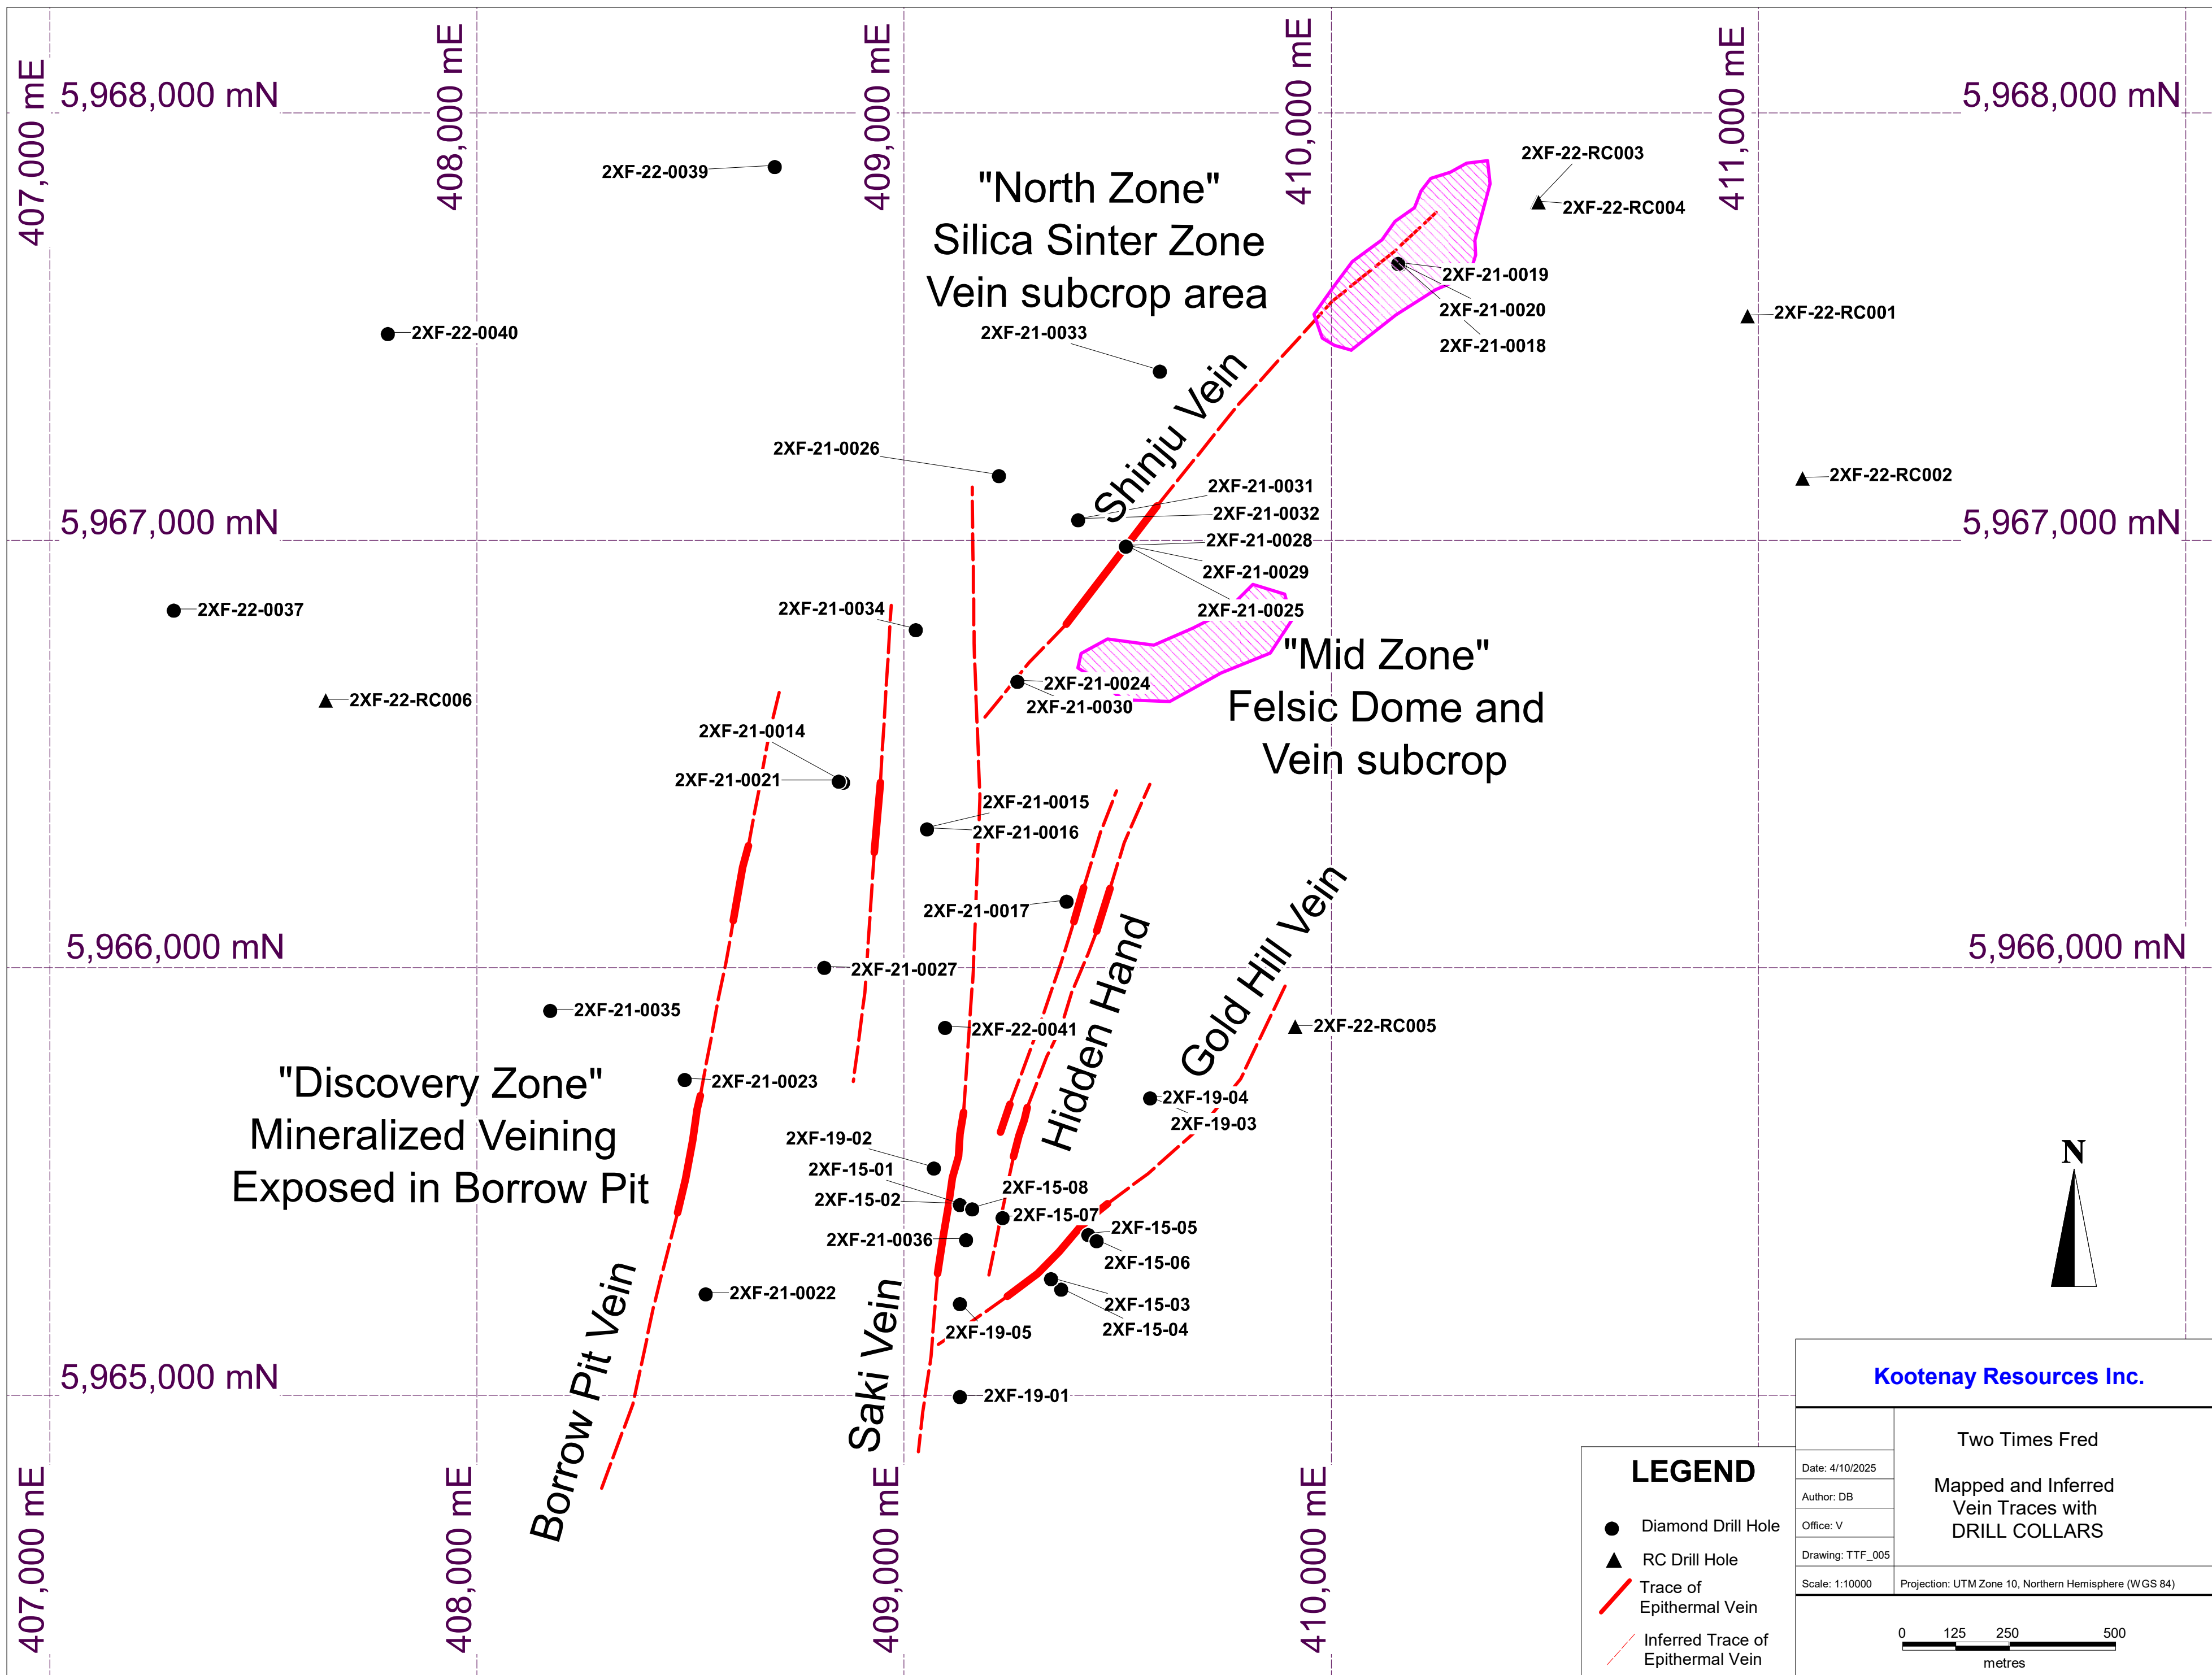 407,000 mE
408,000 mE
409,000 mE
410,000 mE
411,000 mE
5,968,000 mN
5,968,000 mN
2XF-22-0039
"North Zone"
Silica Sinter Zone
Vein subcrop area
2XF-22-RC003
2XF-22-RC004
2XF-21-0019
2XF-21-0020
2XF-21-0018
2XF-22-RC001
2XF-22-0040
2XF-21-0033
Shinju Vein
2XF-21-0026
2XF-22-RC002
2XF-21-0031
2XF-21-0032
5,967,000 mN
5,967,000 mN
2XF-21-0028
2XF-21-0029
2XF-21-0025
2XF-22-0037
2XF-21-0034
"Mid Zone"
Felsic Dome and
Vein subcrop
2XF-21-0024
2XF-21-0030
2XF-22-RC006
2XF-21-0014
2XF-21-0021
2XF-21-0015
2XF-21-0016
2XF-21-0017
Hidden Hand
Gold Hill Vein
5,966,000 mN
5,966,000 mN
2XF-21-0027
2XF-21-0035
2XF-22-0041
2XF-22-RC005
"Discovery Zone"
Mineralized Veining
Exposed in Borrow Pit
2XF-21-0023
2XF-19-04
2XF-19-03
2XF-19-02
2XF-15-01
2XF-15-02
2XF-15-08
2XF-15-07
2XF-15-05
2XF-15-06
2XF-21-0036
2XF-21-0022
2XF-15-03
2XF-15-04
2XF-19-05
Borrow Pit Vein
Saki Vein
5,965,000 mN
2XF-19-01
407,000 mE
408,000 mE
409,000 mE
410,000 mE
N
LEGEND
Diamond Drill Hole
RC Drill Hole
Trace of
Epithermal Vein
Inferred Trace of
Epithermal Vein
Kootenay Resources Inc.
Two Times Fred
Mapped and Inferred
Vein Traces with
DRILL COLLARS
Date: 4/10/2025
Author: DB
Office: V
Drawing: TTF_005
Scale: 1:10000
Projection: UTM Zone 10, Northern Hemisphere (WGS 84)
0 125 250 500
metres